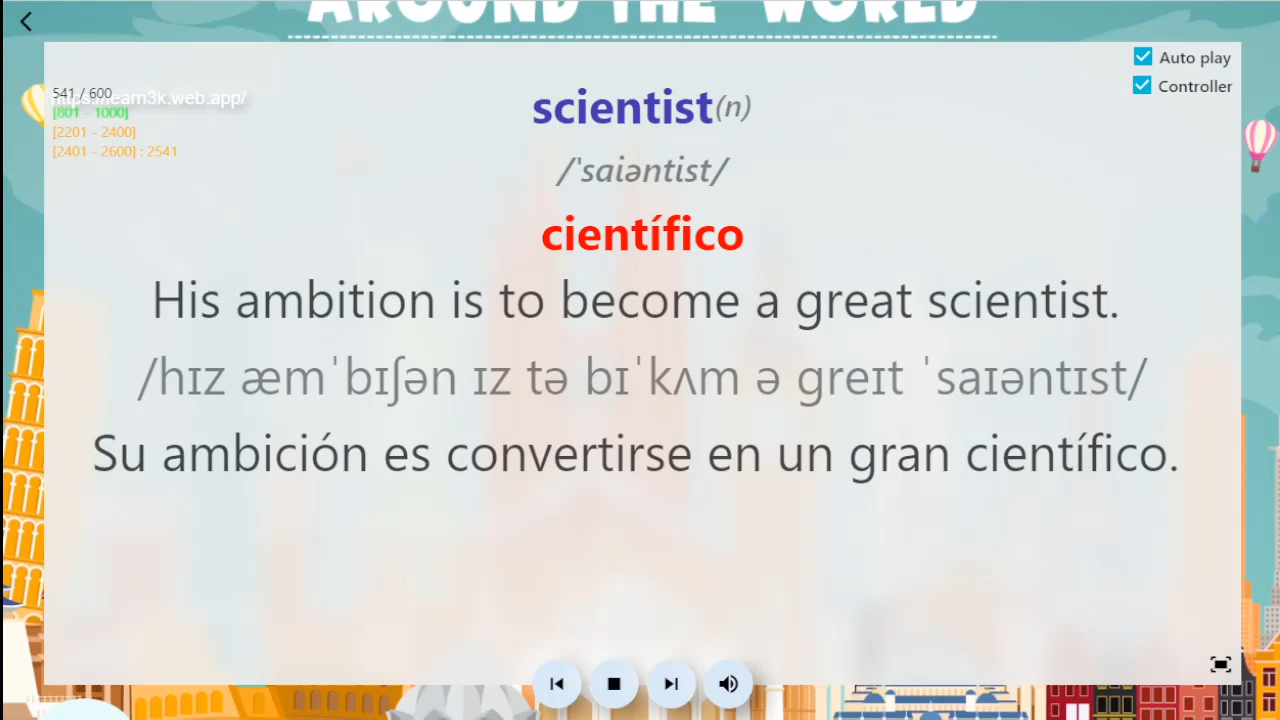 AROUND THE WORLD
Auto play
Controller
541 / 600
https://learn3k.web.app/
[801 - 1000]
[2201 - 2400]
[2401 - 2600] : 2541
scientist(n)
/'saiəntist/
científico
His ambition is to become a great scientist.
/hɪz æmˈbɪʃən ɪz tə bɪˈkʌm ə greɪt ˈsaɪəntɪst/
Su ambición es convertirse en un gran científico.